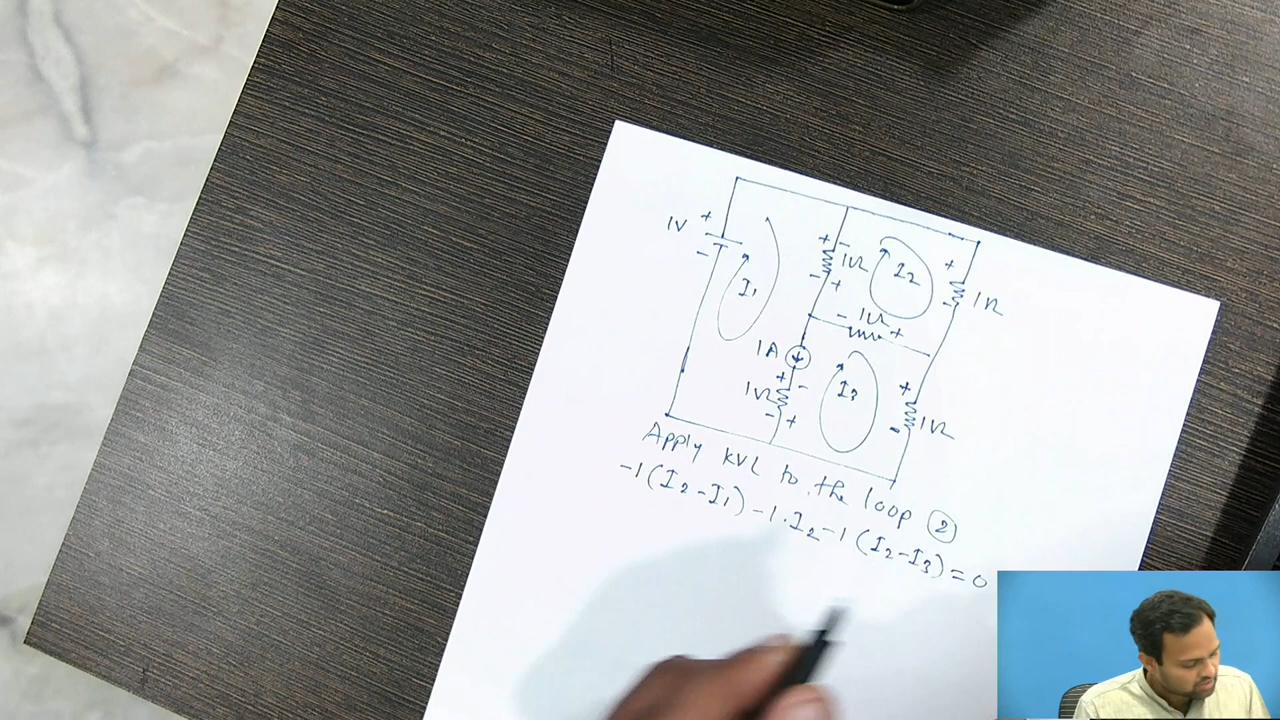 1V
+
-
I₁
+
-
1Ω
-
+
I₂
+
-
1Ω
-
1Ω
+
1A
+
-
1Ω
-
+
I₃
+
-
1Ω
Apply KVL to the loop ②
-1(I₂-I₁)-1·I₂-1(I₂-I₃)=0